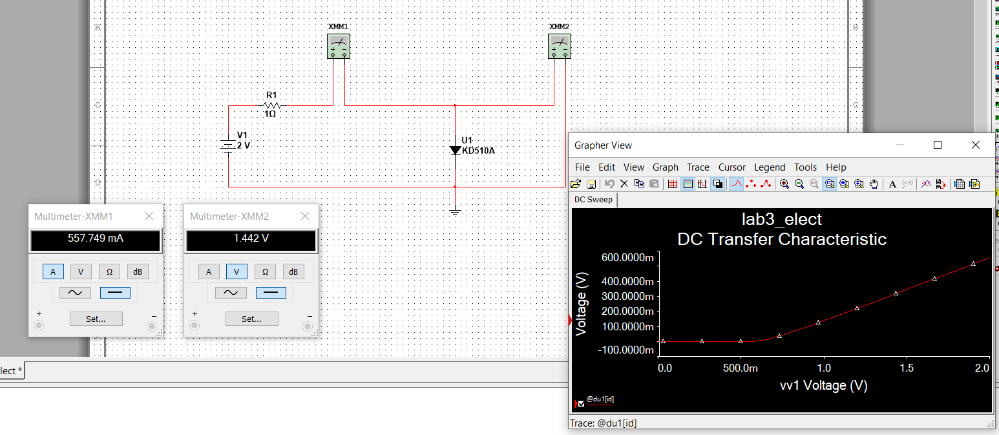 XMM1
XMM2
B
B
R1
1Ω
C
C
V1
2 V
U1
KD510A
D
Grapher View
File Edit View Graph Trace Cursor Legend Tools Help
DC Sweep
lab3_elect
DC Transfer Characteristic
Voltage (V)
600.0000m
400.0000m
300.0000m
200.0000m
100.0000m
-100.0000m
0.0 500.0m 1.0 1.5 2.0
vv1 Voltage (V)
@du1[id]
Trace: @du1[id]
Multimeter-XMM1
557.749 mA
A V Ω dB
+ −
Set...
Multimeter-XMM2
1.442 V
A V Ω dB
+ −
Set...
lect *